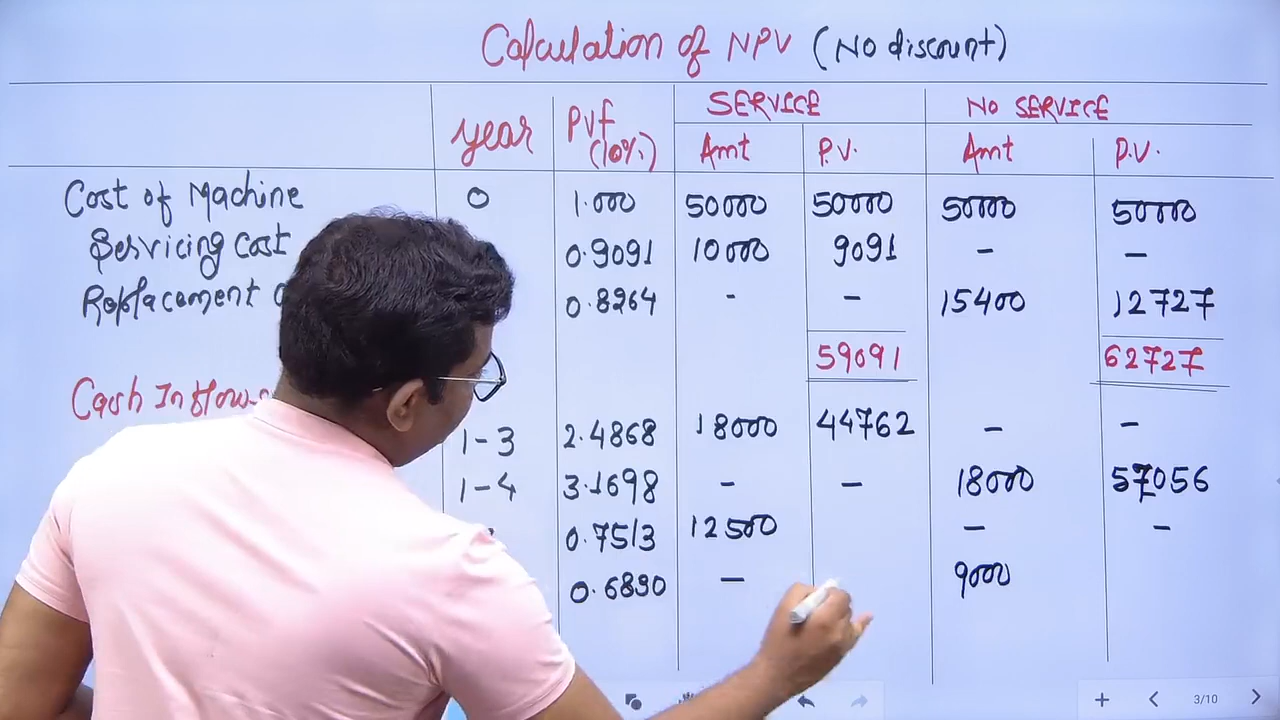 Calculation of NPV (No discount)
year Pvf (10%) SERVICE NO SERVICE
Amt P.V. Amt P.V.
Cost of Machine 0 1.000 50000 50000 50000 50000
Servicing Cost 0.9091 10000 9091 - -
Replacement 0.8264 - - 15400 12727
59091 62727
Cash Inflow
1-3 2.4868 18000 44762 - -
1-4 3.1698 - - 18000 57056
0.7513 12500 - -
0.6830 - 9000
3/10